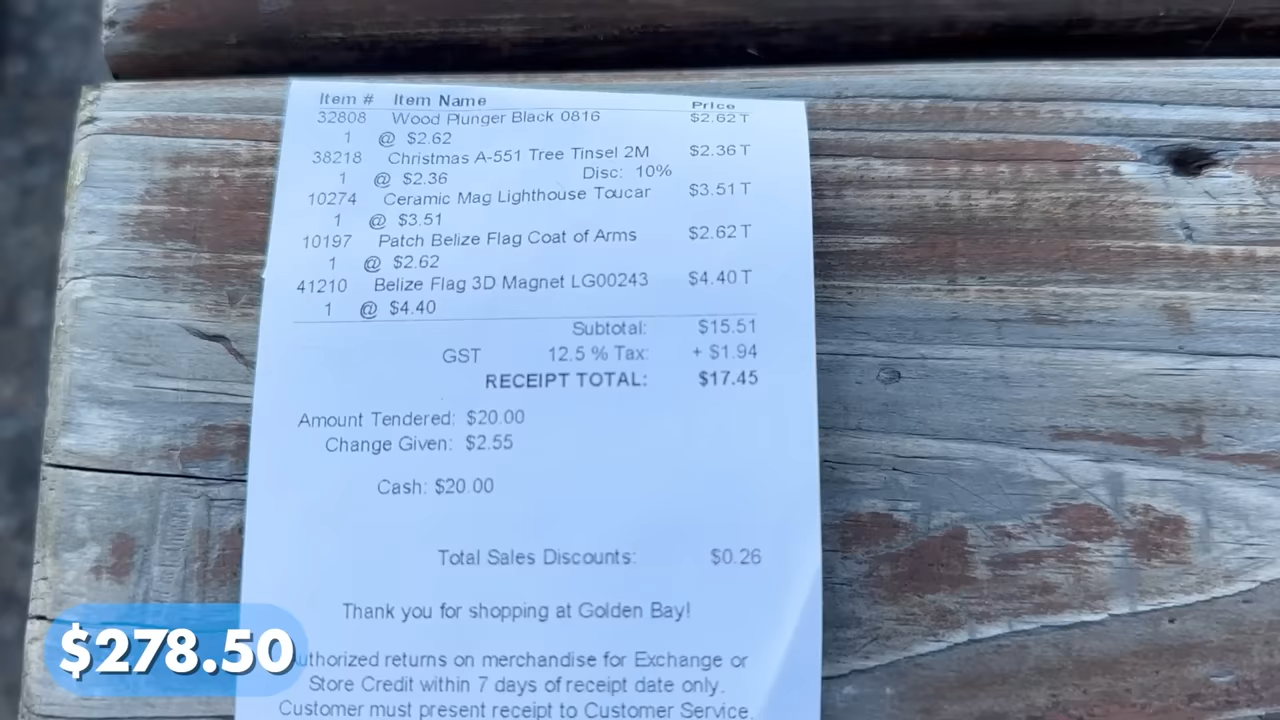 Item # Item Name Price
32808 Wood Plunger Black 0816 $2.62 T
1 @ $2.62
38218 Christmas A-551 Tree Tinsel 2M $2.36 T
1 @ $2.36 Disc: 10%
10274 Ceramic Mag Lighthouse Toucar $3.51 T
1 @ $3.51
10197 Patch Belize Flag Coat of Arms $2.62 T
1 @ $2.62
41210 Belize Flag 3D Magnet LG00243 $4.40 T
1 @ $4.40
Subtotal: $15.51
GST 12.5 % Tax: + $1.94
RECEIPT TOTAL: $17.45
Amount Tendered: $20.00
Change Given: $2.55
Cash: $20.00
Total Sales Discounts: $0.26
Thank you for shopping at Golden Bay!
uthorized returns on merchandise for Exchange or
Store Credit within 7 days of receipt date only.
Customer must present receipt to Customer Service.
$278.50